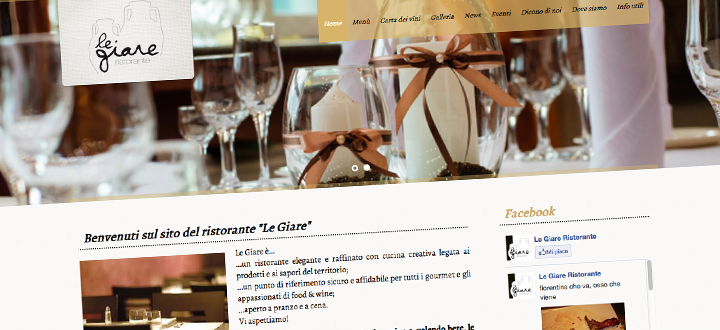 le Giare
ristorante
Home Menù Carta dei vini Galleria News Eventi Dicono di noi Dove siamo Info utili
Benvenuti sul sito del ristorante "Le Giare"
Le Giare è...
...un ristorante elegante e raffinato con cucina creativa legata ai
prodotti e ai sapori del territorio;
...un punto di riferimento sicuro e affidabile per tutti i gourmet e gli
appassionati di food & wine;
...aperto a pranzo e a cena.
Vi aspettiamo!
Facebook
Le Giare Ristorante
Mi piace
Le Giare Ristorante
fiorentina che va, osso che
viene